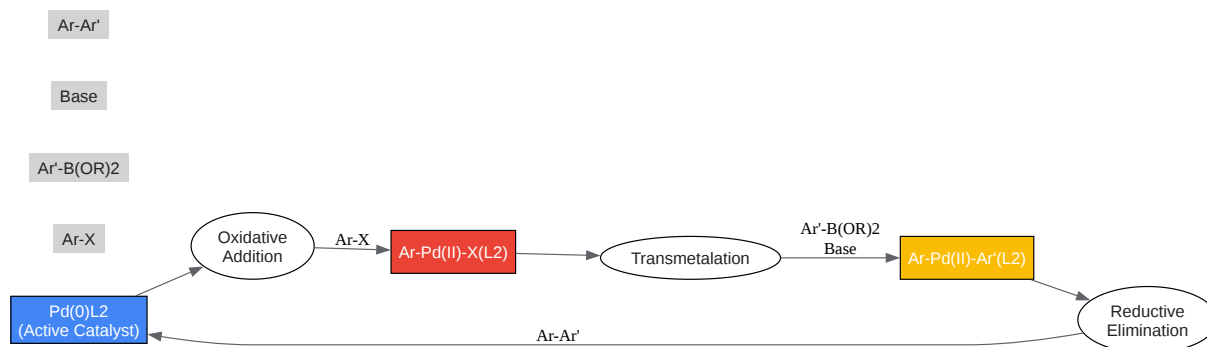 Ar-Ar'
Base
Ar'-B(OR)2
Ar-X
Pd(0)L2
(Active Catalyst)
Oxidative
Addition
Ar-X
Ar-Pd(II)-X(L2)
Transmetalation
Ar'-B(OR)2
Base
Ar-Pd(II)-Ar'(L2)
Reductive
Elimination
Ar-Ar'